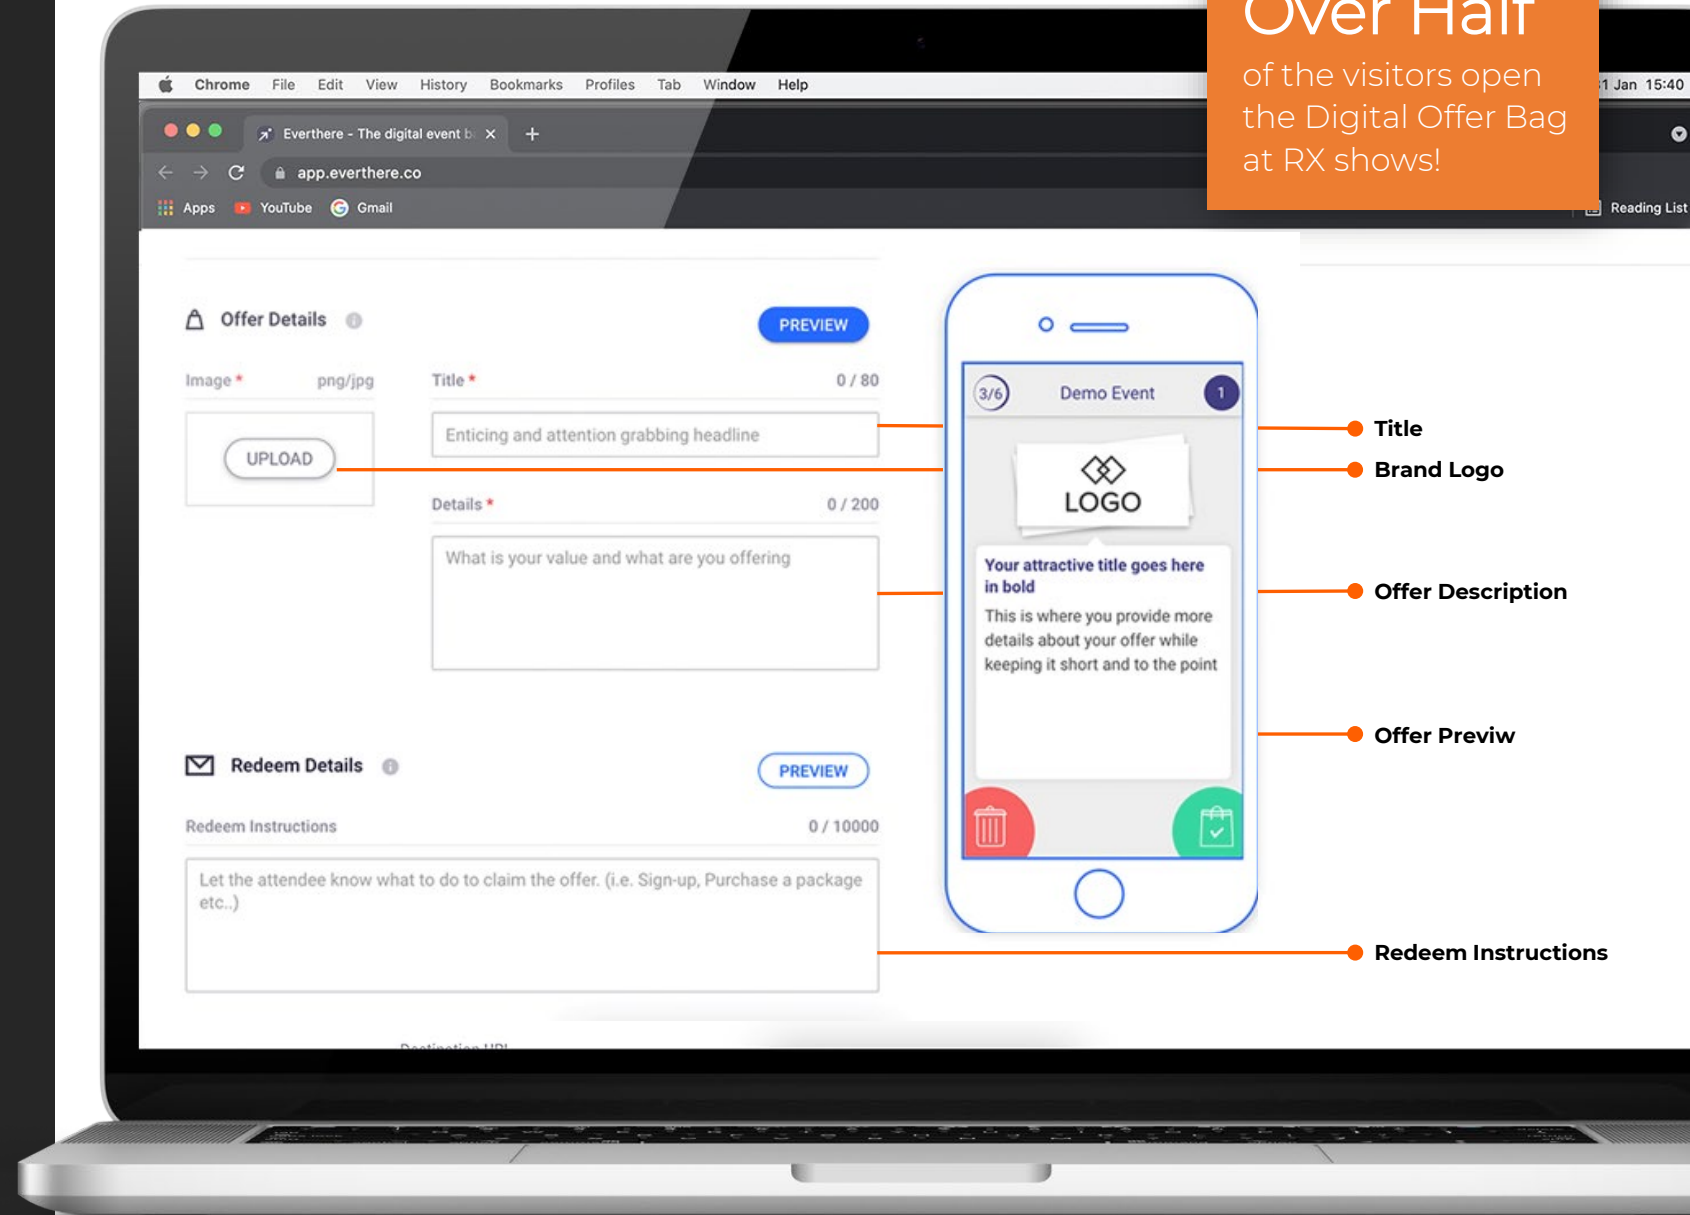 Over Half
of the visitors open
the Digital Offer Bag
at RX shows!
Chrome File Edit View History Bookmarks Profiles Tab Window Help
Jan 15:40
Everthere - The digital event
app.everthere.co
Apps YouTube Gmail
Reading List
Offer Details
PREVIEW
Image * png/jpg
Title * 0 / 80
UPLOAD
Enticing and attention grabbing headline
Details * 0 / 200
What is your value and what are you offering
Redeem Details
PREVIEW
Redeem Instructions 0 / 10000
Let the attendee know what to do to claim the offer. (i.e. Sign-up, Purchase a package
etc..)
3/6 Demo Event 1
LOGO
Your attractive title goes here
in bold
This is where you provide more
details about your offer while
keeping it short and to the point
Title
Brand Logo
Offer Description
Offer Previw
Redeem Instructions